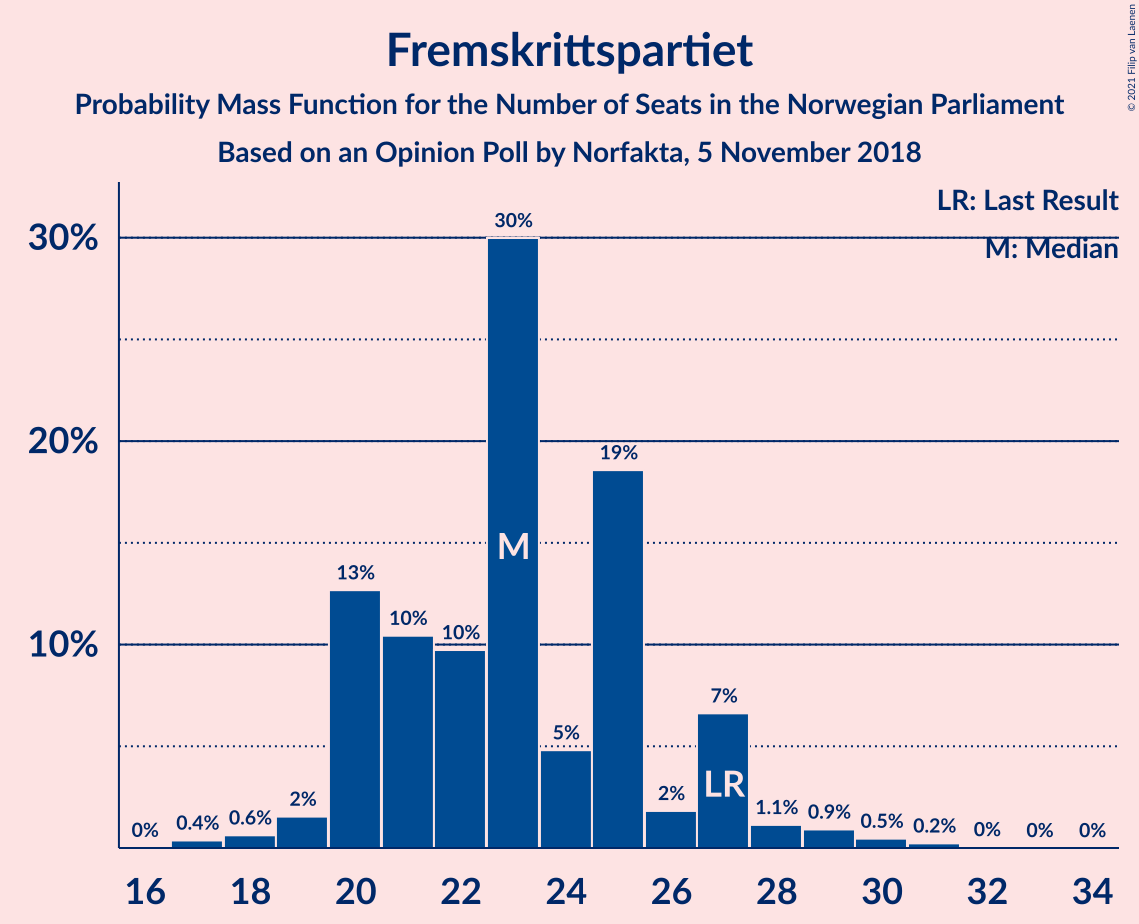 Fremskrittspartiet
Probability Mass Function for the Number of Seats in the Norwegian Parliament
Based on an Opinion Poll by Norfakta, 5 November 2018
© 2021 Filip van Laenen
LR: Last Result
M: Median
30%
20%
10%
0%
0.4%
0.6%
2%
13%
10%
10%
30%
M
5%
19%
2%
7%
LR
1.1%
0.9%
0.5%
0.2%
0%
0%
0%
16 18 20 22 24 26 28 30 32 34